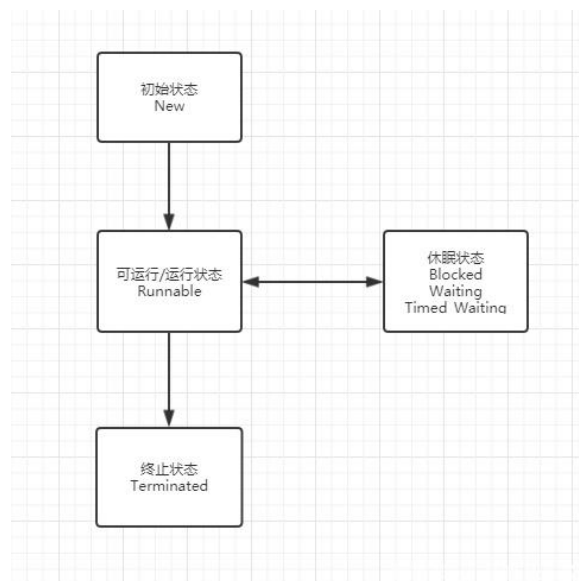 初始状态
New
可运行/运行状态
Runnable
休眠状态
Blocked
Waiting
Timed Waiting
终止状态
Terminated